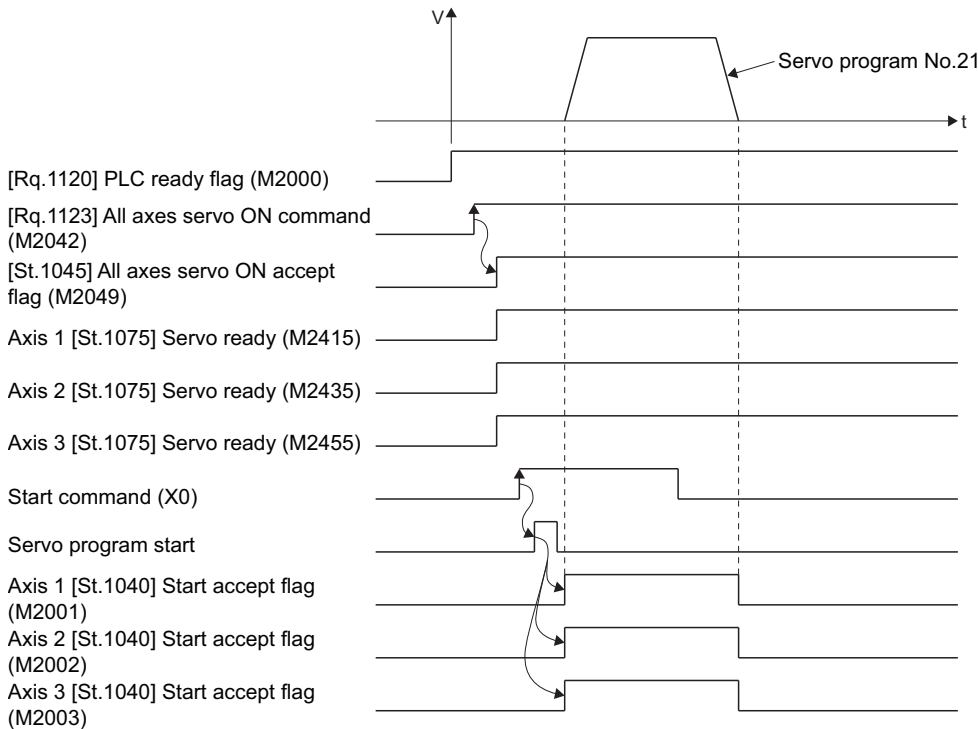 V
Servo program No.21
t
[Rq.1120] PLC ready flag (M2000)
[Rq.1123] All axes servo ON command
(M2042)
[St.1045] All axes servo ON accept
flag (M2049)
Axis 1 [St.1075] Servo ready (M2415)
Axis 2 [St.1075] Servo ready (M2435)
Axis 3 [St.1075] Servo ready (M2455)
Start command (X0)
Servo program start
Axis 1 [St.1040] Start accept flag
(M2001)
Axis 2 [St.1040] Start accept flag
(M2002)
Axis 3 [St.1040] Start accept flag
(M2003)